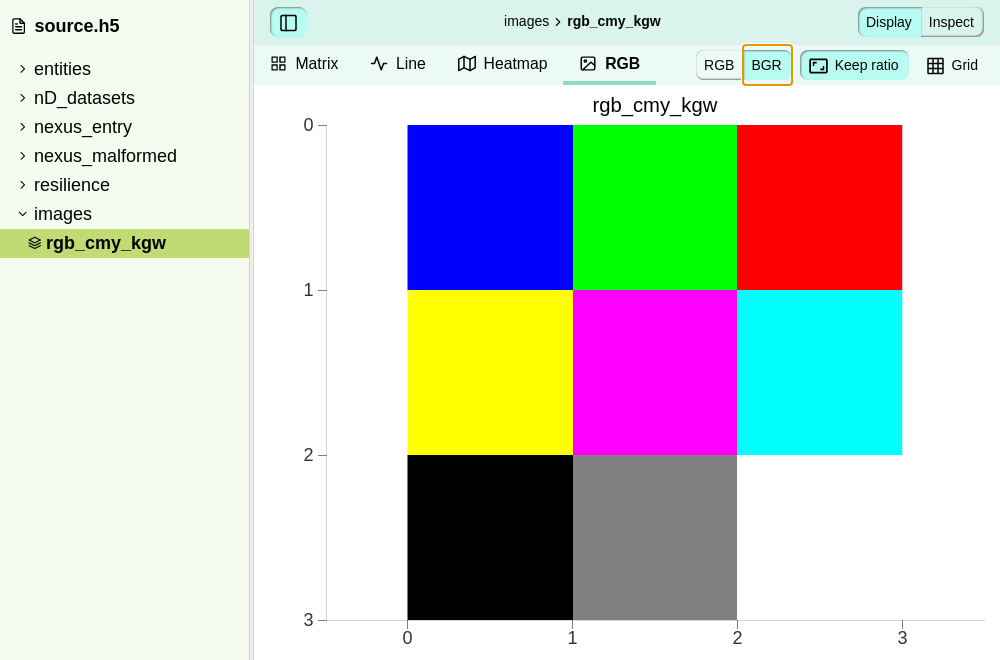 source.h5
entities
nD_datasets
nexus_entry
nexus_malformed
resilience
images
rgb_cmy_kgw
images › rgb_cmy_kgw
Display Inspect
Matrix Line Heatmap RGB RGB BGR Keep ratio Grid
rgb_cmy_kgw
0
1
2
3
0 1 2 3